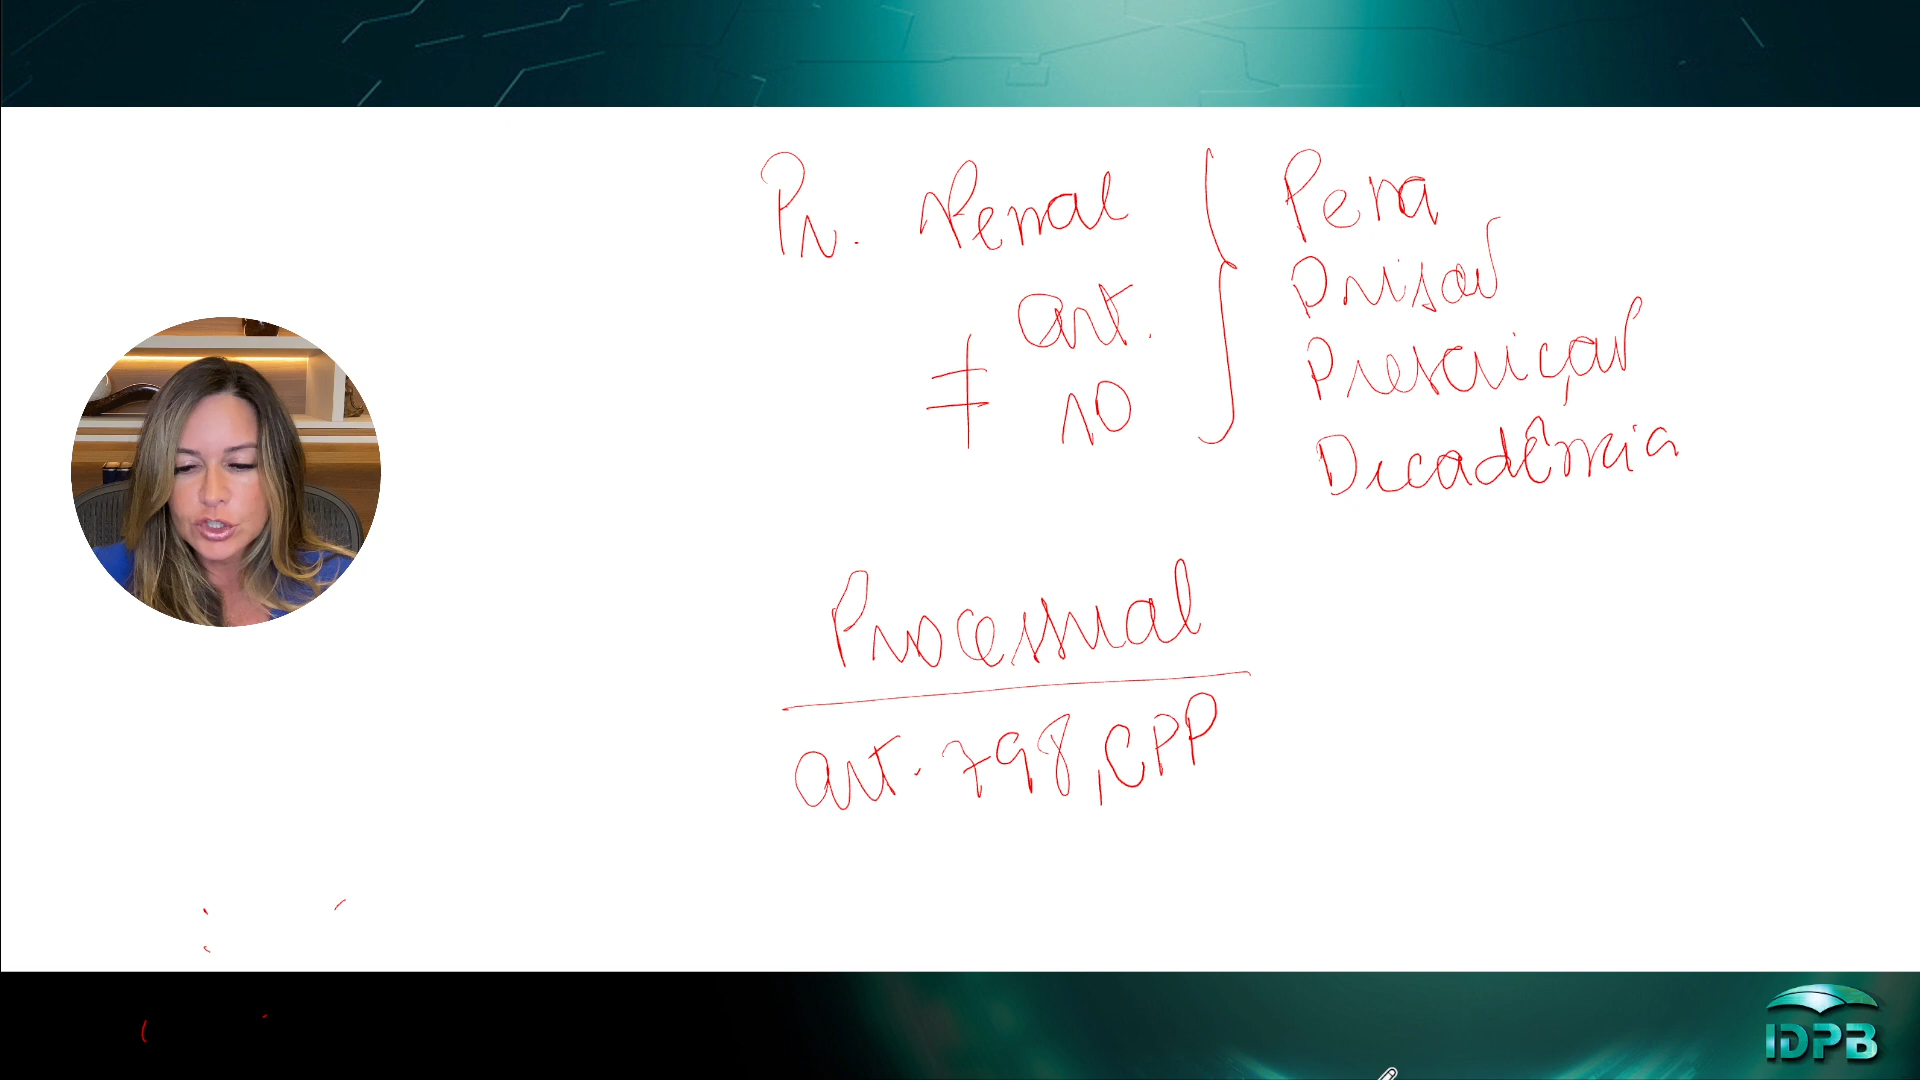 Pr. Penal { Pena
Prisão
art.
≠ 10
Prescrição
Decadência
Processual
art. 798, CPP
IDPB